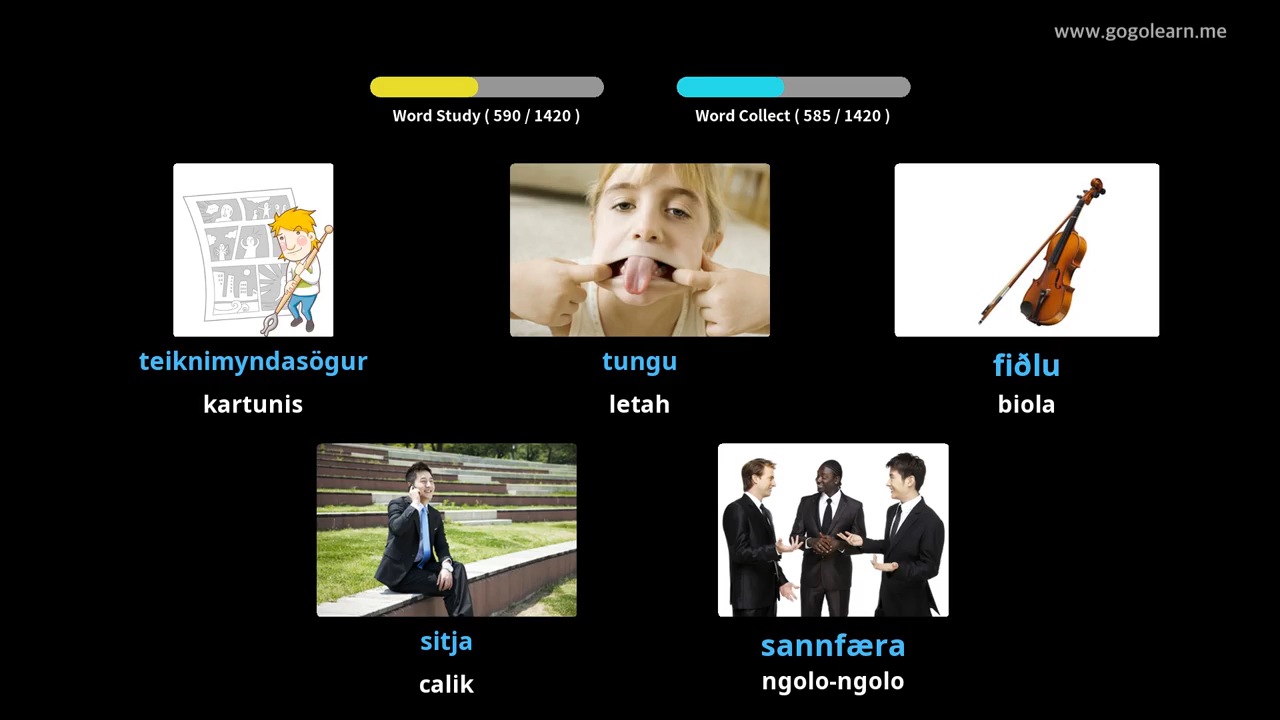 www.gogolearn.me
Word Study ( 590 / 1420 )
Word Collect ( 585 / 1420 )
teiknimyndasögur
tungu
fiðlu
kartunis
letah
biola
sitja
sannfæra
calik
ngolo-ngolo